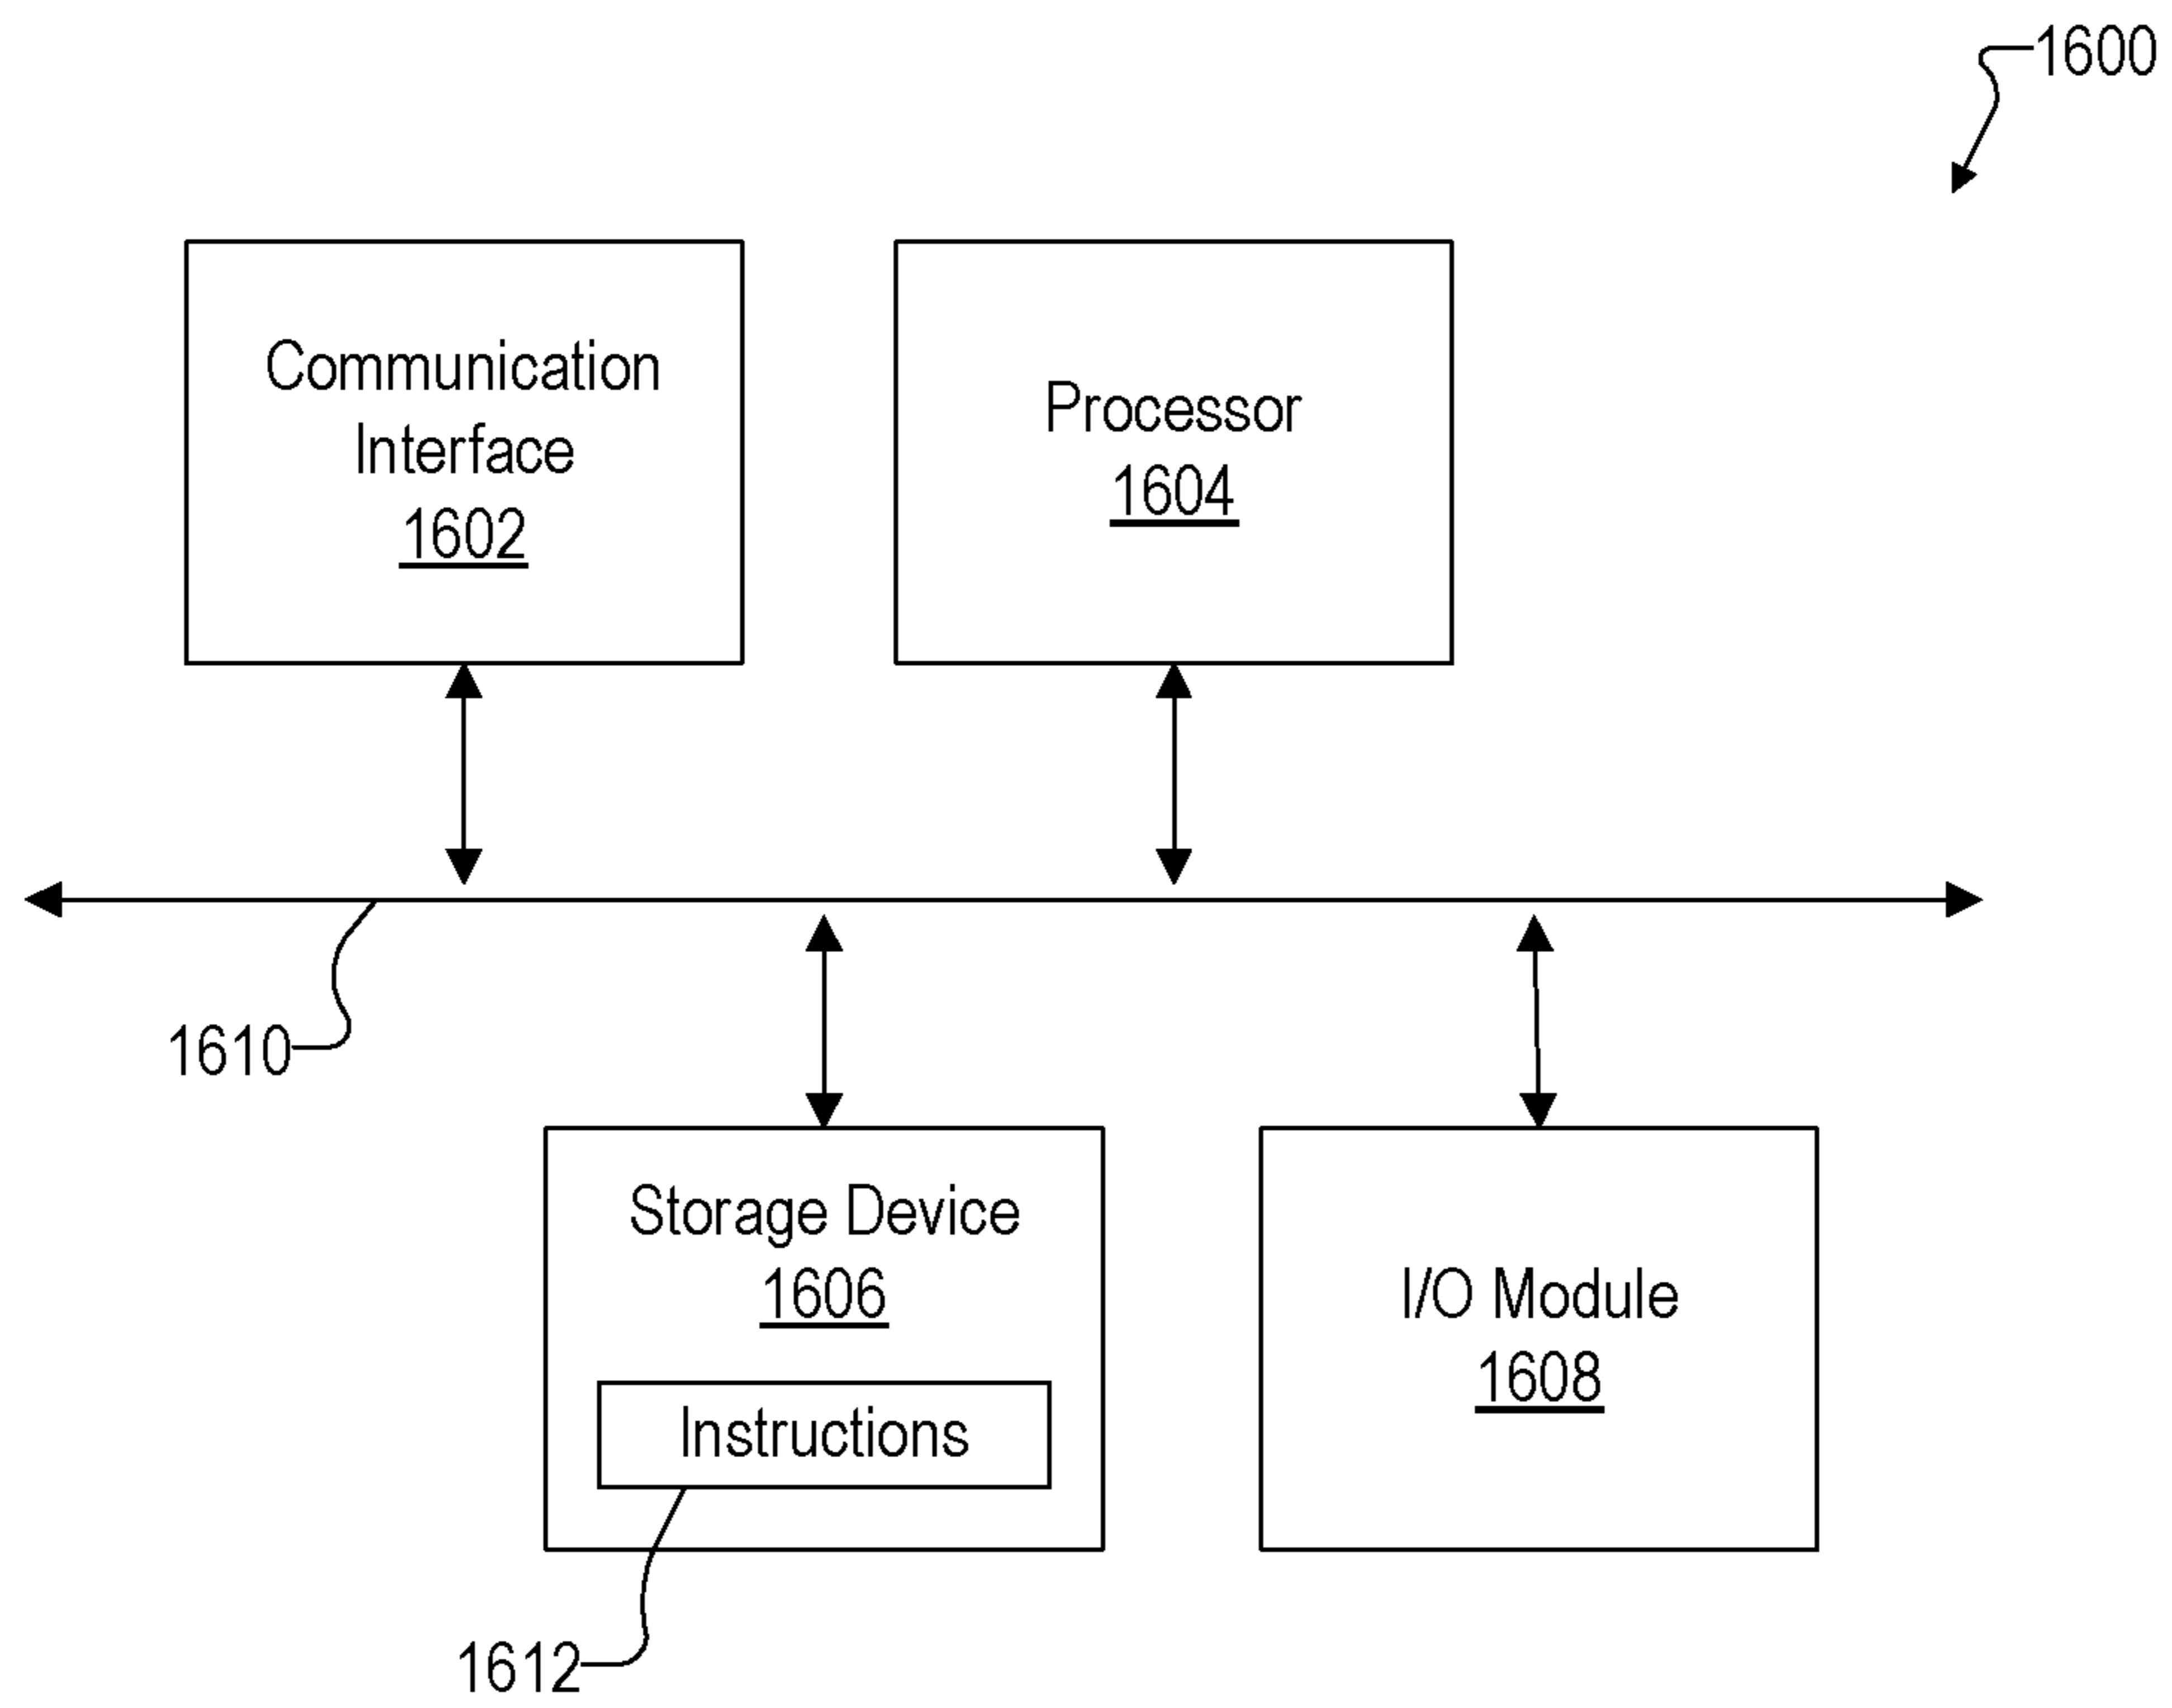 1600
Communication
Interface
1602
Processor
1604
1610
Storage Device
1606
Instructions
I/O Module
1608
1612